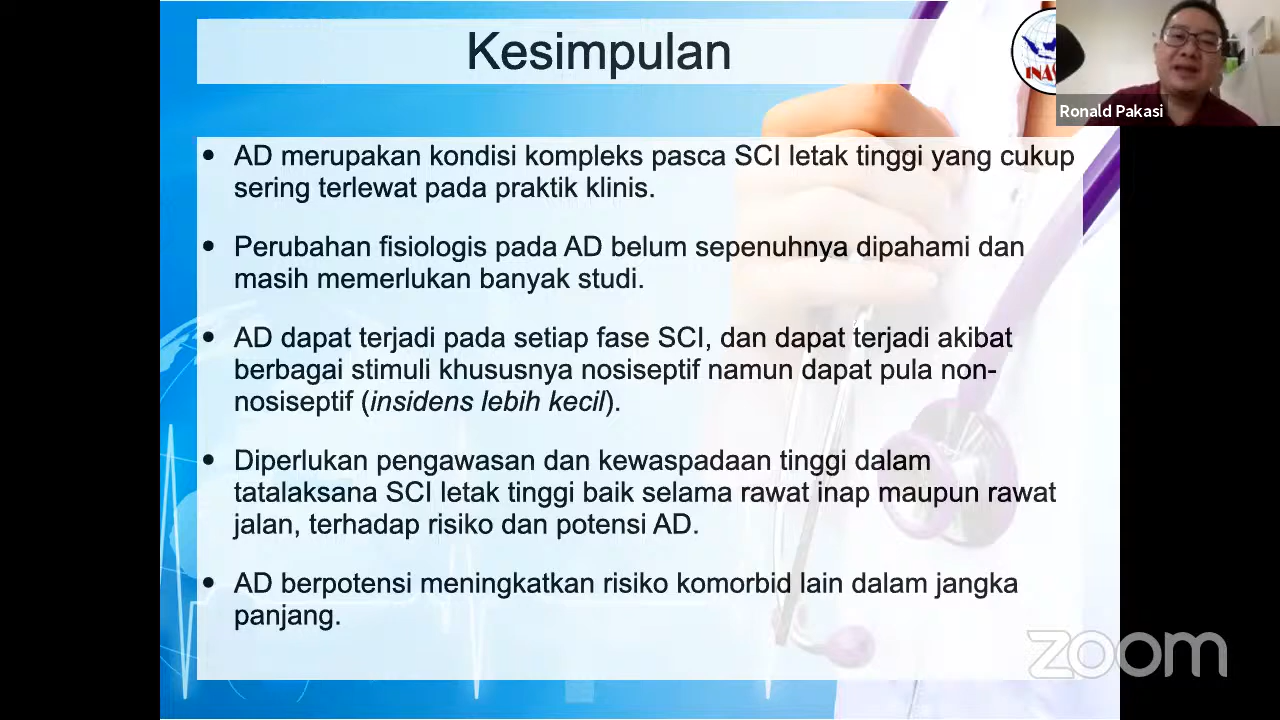 Kesimpulan
Ronald Pakasi
• AD merupakan kondisi kompleks pasca SCI letak tinggi yang cukup
sering terlewat pada praktik klinis.
• Perubahan fisiologis pada AD belum sepenuhnya dipahami dan
masih memerlukan banyak studi.
• AD dapat terjadi pada setiap fase SCI, dan dapat terjadi akibat
berbagai stimuli khususnya nosiseptif namun dapat pula non-
nosiseptif (insidens lebih kecil).
• Diperlukan pengawasan dan kewaspadaan tinggi dalam
tatalaksana SCI letak tinggi baik selama rawat inap maupun rawat
jalan, terhadap risiko dan potensi AD.
• AD berpotensi meningkatkan risiko komorbid lain dalam jangka
panjang.
zoom